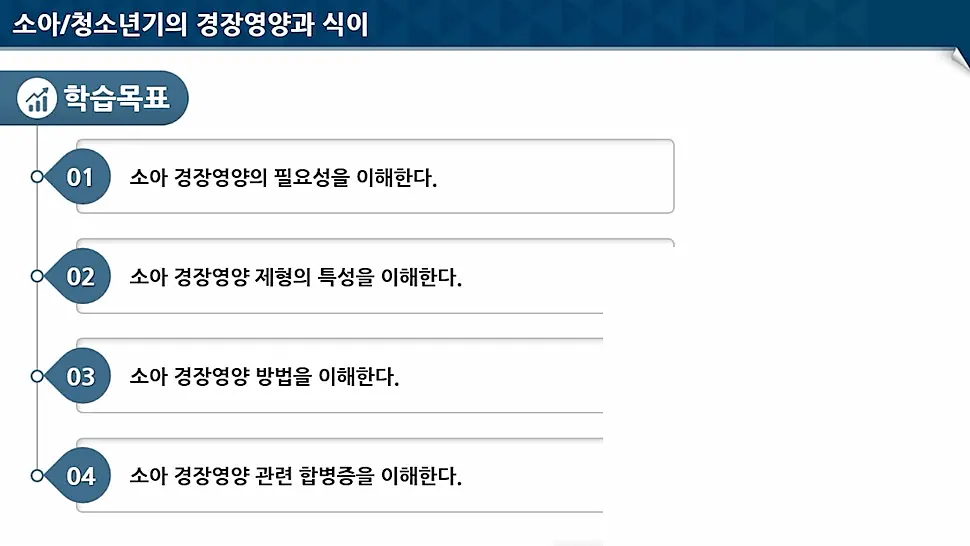 소아/청소년기의 경장영양과 식이
학습목표
01 소아 경장영양의 필요성을 이해한다.
02 소아 경장영양 제형의 특성을 이해한다.
03 소아 경장영양 방법을 이해한다.
04 소아 경장영양 관련 합병증을 이해한다.